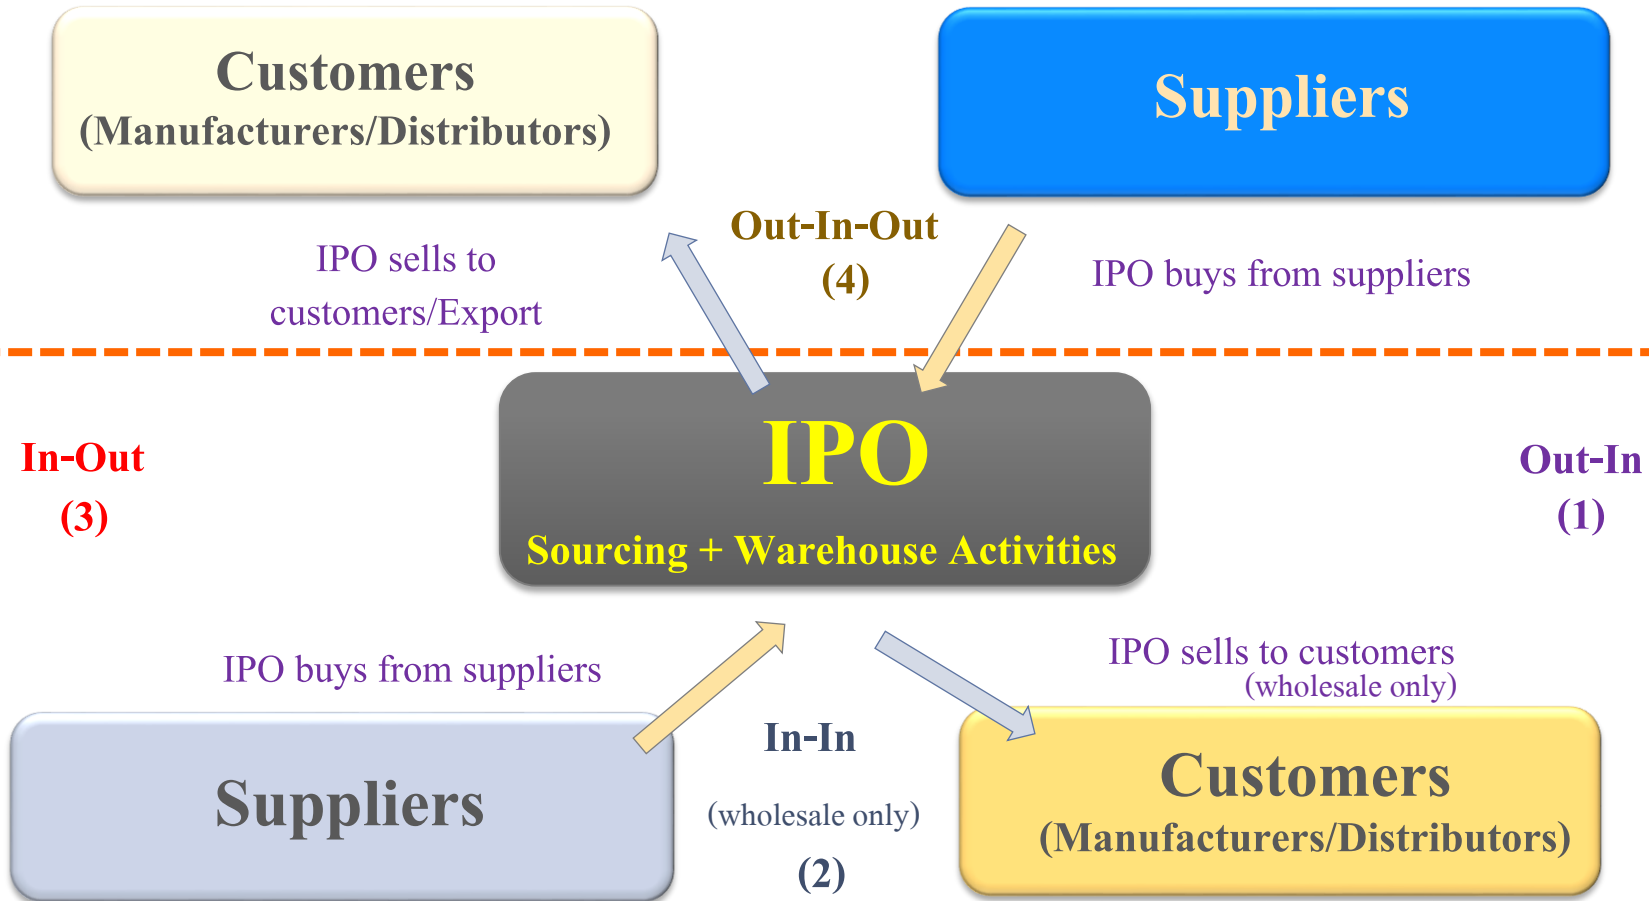 Customers
(Manufacturers/Distributors)
Suppliers
Out-In-Out
(4)
IPO sells to
customers/Export
IPO buys from suppliers
In-Out
(3)
IPO
Sourcing + Warehouse Activities
Out-In
(1)
IPO buys from suppliers
IPO sells to customers
(wholesale only)
Suppliers
In-In
(wholesale only)
(2)
Customers
(Manufacturers/Distributors)